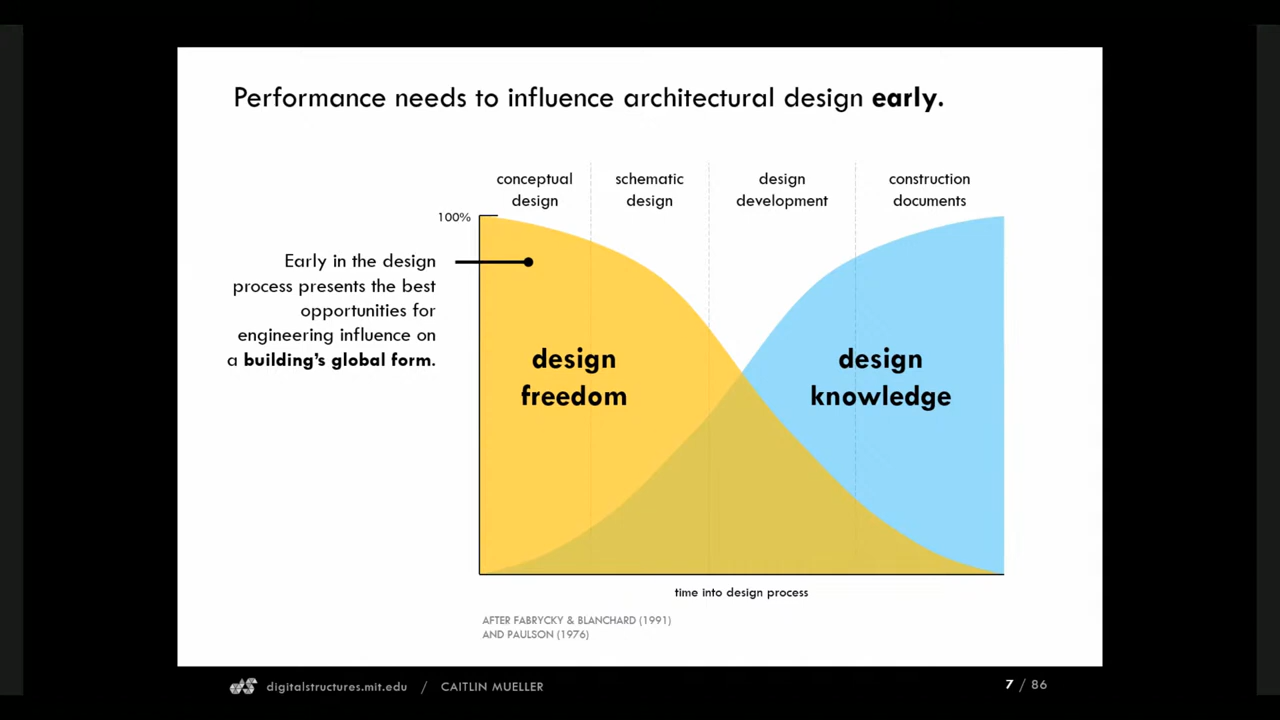 Performance needs to influence architectural design early.
conceptual
design
schematic
design
design
development
construction
documents
100%
Early in the design
process presents the best
opportunities for
engineering influence on
a building's global form.
design
freedom
design
knowledge
time into design process
AFTER FABRYCKY & BLANCHARD (1991)
AND PAULSON (1976)
digitalstructures.mit.edu / CAITLIN MUELLER
7 / 86